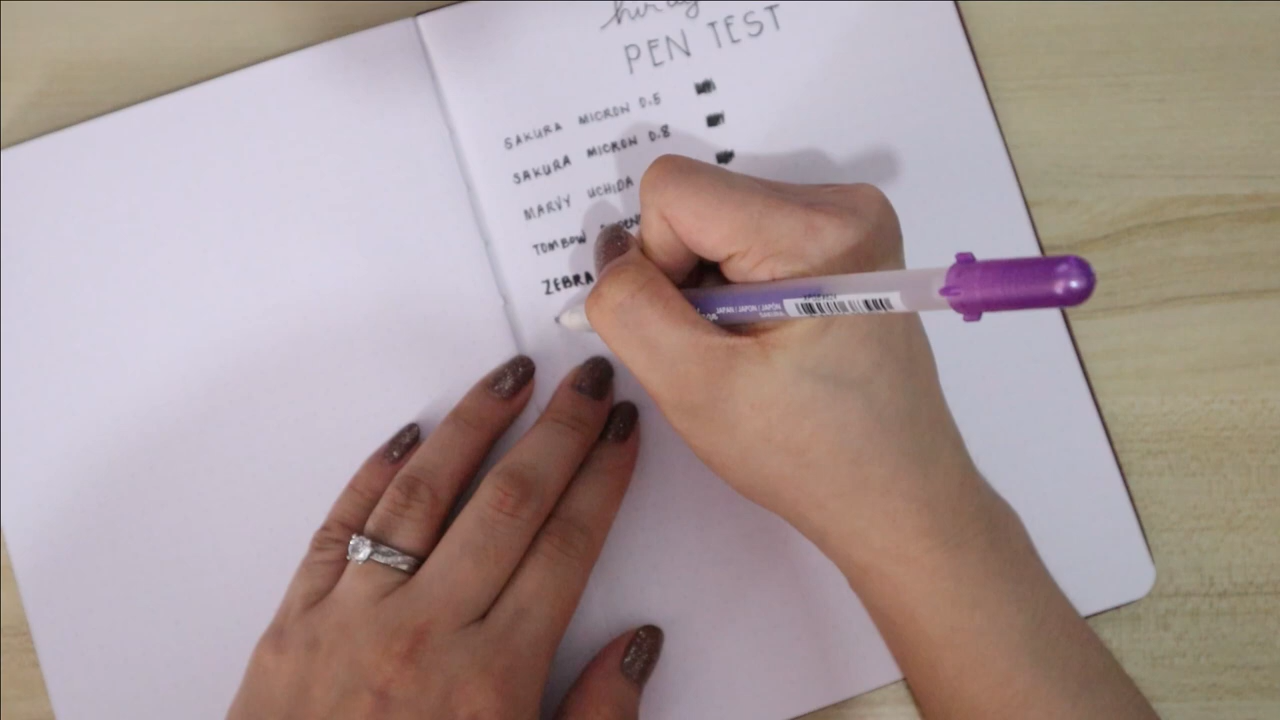 PEN TEST
SAKURA MICRON 0.5
SAKURA MICRON 0.8
MARVY UCHIDA
TOMBOW
ZEBRA
JAPAN / JAPON / JAPÓN